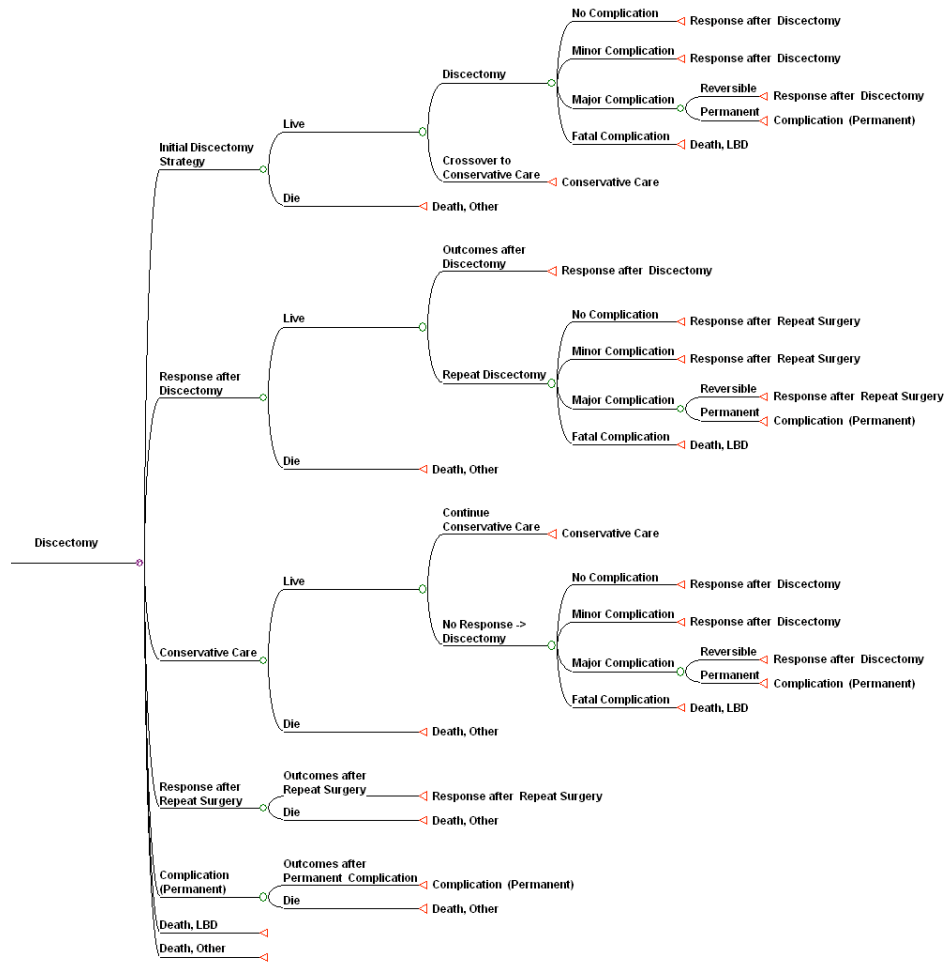 No Complication
Response after Discectomy
Minor Complication
Response after Discectomy
Discectomy
Reversible
Response after Discectomy
Major Complication
Permanent
Complication (Permanent)
Live
Fatal Complication
Death, LBD
Initial Discectomy
Strategy
Crossover to
Conservative Care
Conservative Care
Die
Death, Other
Outcomes after
Discectomy
Response after Discectomy
No Complication
Response after Repeat Surgery
Live
Minor Complication
Response after Repeat Surgery
Repeat Discectomy
Reversible
Response after Repeat Surgery
Major Complication
Permanent
Complication (Permanent)
Response after
Discectomy
Fatal Complication
Death, LBD
Die
Death, Other
Continue
Conservative Care
Conservative Care
Discectomy
No Complication
Response after Discectomy
Live
Minor Complication
Response after Discectomy
No Response ->
Discectomy
Reversible
Response after Discectomy
Major Complication
Permanent
Complication (Permanent)
Conservative Care
Fatal Complication
Death, LBD
Die
Death, Other
Response after
Repeat Surgery
Outcomes after
Repeat Surgery
Response after Repeat Surgery
Die
Death, Other
Complication
(Permanent)
Outcomes after
Permanent Complication
Complication (Permanent)
Die
Death, Other
Death, LBD
Death, Other